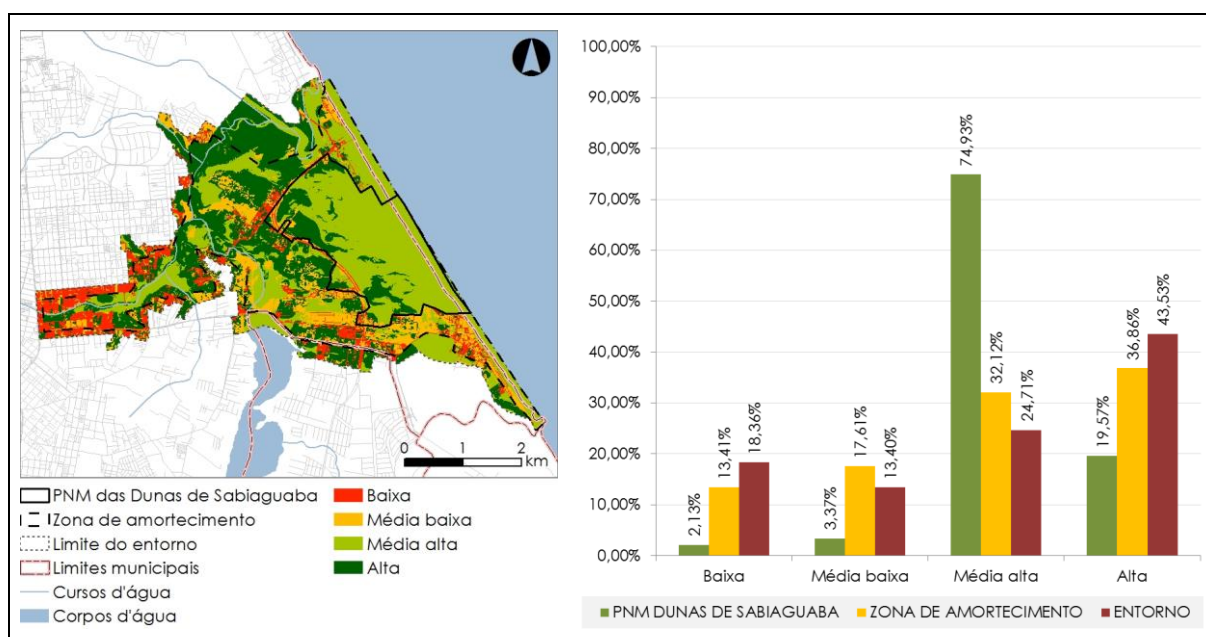 0 1 2
km
PNM das Dunas de Sabiaguaba
Zona de amortecimento
Limite do entorno
Limites municipais
Cursos d'água
Corpos d'água
Baixa
Média baixa
Média alta
Alta
100,00%
90,00%
80,00%
70,00%
60,00%
50,00%
40,00%
30,00%
20,00%
10,00%
0,00%
2,13%
13,41%
18,36%
3,37%
17,61%
13,40%
74,93%
32,12%
24,71%
19,57%
36,86%
43,53%
Baixa
Média baixa
Média alta
Alta
PNM DUNAS DE SABIAGUABA
ZONA DE AMORTECIMENTO
ENTORNO